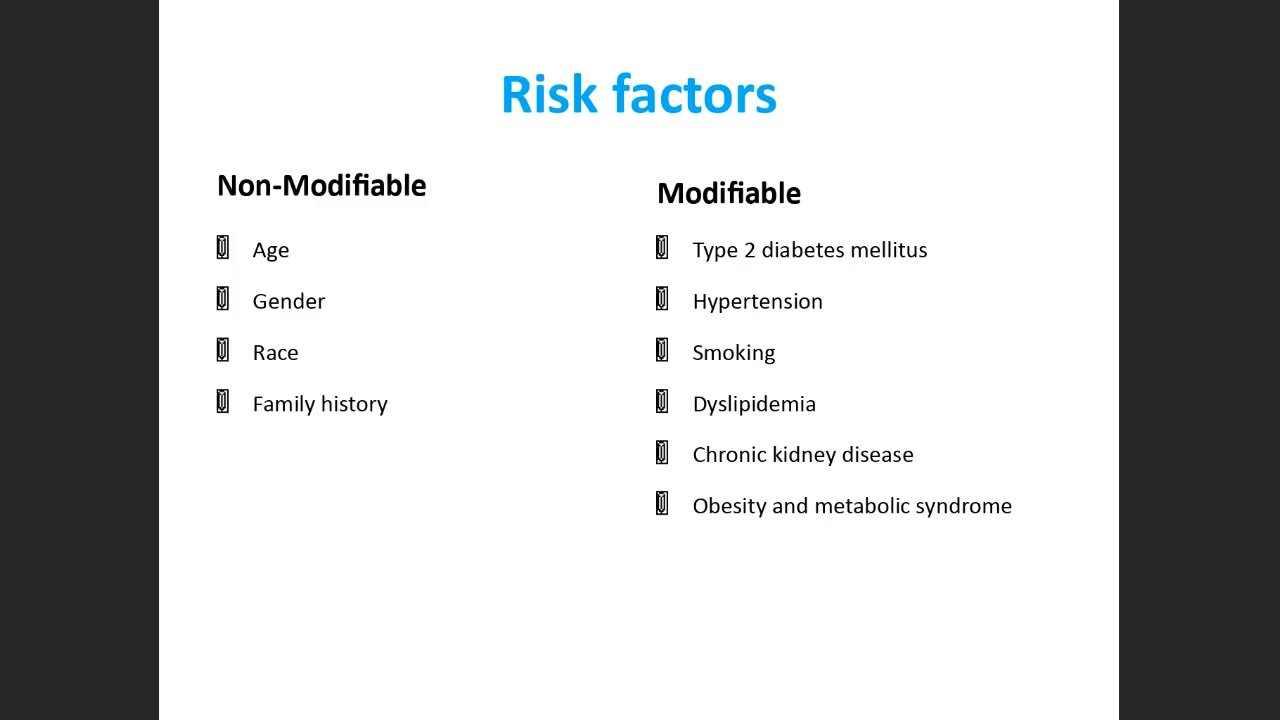 Risk factors
Non-Modifiable
Age
Gender
Race
Family history
Modifiable
Type 2 diabetes mellitus
Hypertension
Smoking
Dyslipidemia
Chronic kidney disease
Obesity and metabolic syndrome